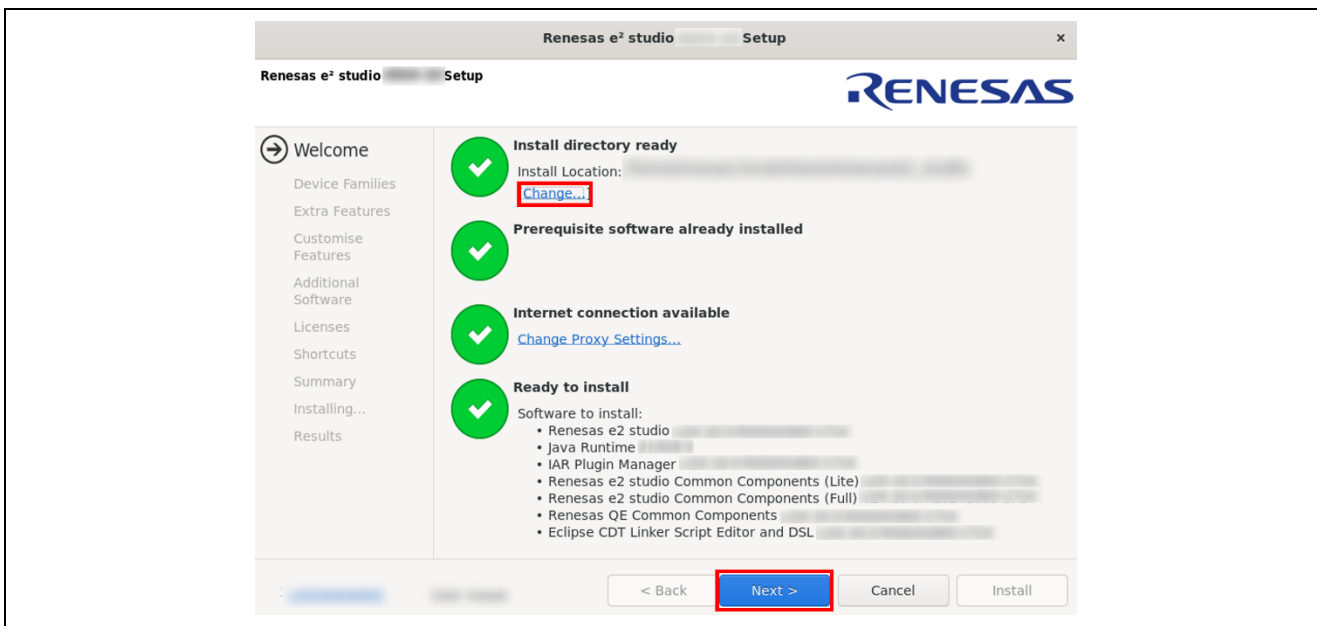 Renesas e² studio Setup
×
Renesas e² studio Setup
RENESAS
Welcome
Device Families
Extra Features
Customise
Features
Additional
Software
Licenses
Shortcuts
Summary
Installing...
Results
Install directory ready
Install Location:
Change...
Prerequisite software already installed
Internet connection available
Change Proxy Settings...
Ready to install
Software to install:
• Renesas e2 studio
• Java Runtime
• IAR Plugin Manager
• Renesas e2 studio Common Components (Lite)
• Renesas e2 studio Common Components (Full)
• Renesas QE Common Components
• Eclipse CDT Linker Script Editor and DSL
< Back Next > Cancel Install